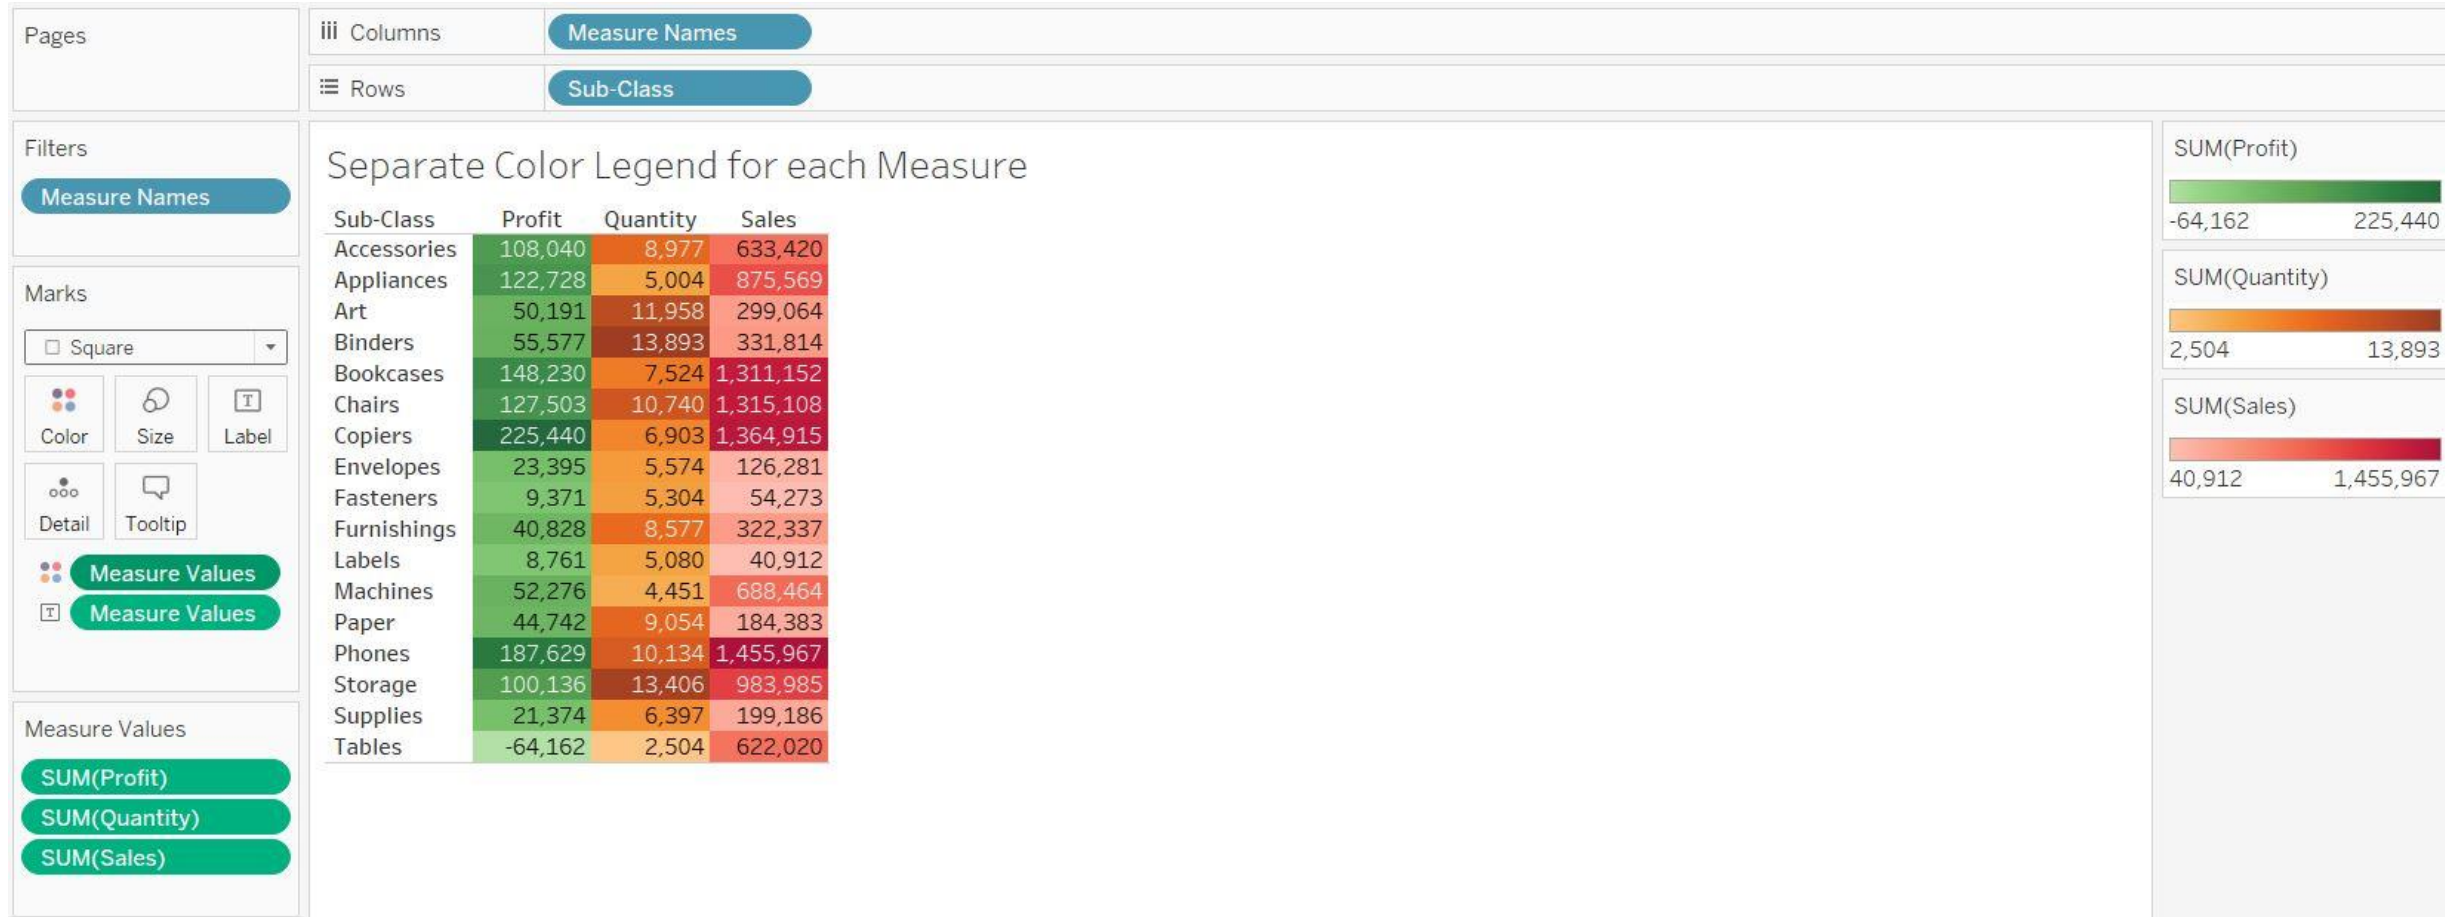 Pages
Columns Measure Names
Rows Sub-Class
Filters
Measure Names
Marks
Square
Color Size Label
Detail Tooltip
Measure Values
T Measure Values
Measure Values
SUM(Profit)
SUM(Quantity)
SUM(Sales)
Separate Color Legend for each Measure
Sub-Class Profit Quantity Sales
Accessories 108,040 8,977 633,420
Appliances 122,728 5,004 875,569
Art 50,191 11,958 299,064
Binders 55,577 13,893 331,814
Bookcases 148,230 7,524 1,311,152
Chairs 127,503 10,740 1,315,108
Copiers 225,440 6,903 1,364,915
Envelopes 23,395 5,574 126,281
Fasteners 9,371 5,304 54,273
Furnishings 40,828 8,577 322,337
Labels 8,761 5,080 40,912
Machines 52,276 4,451 688,464
Paper 44,742 9,054 184,383
Phones 187,629 10,134 1,455,967
Storage 100,136 13,406 983,985
Supplies 21,374 6,397 199,186
Tables -64,162 2,504 622,020
SUM(Profit)
-64,162 225,440
SUM(Quantity)
2,504 13,893
SUM(Sales)
40,912 1,455,967